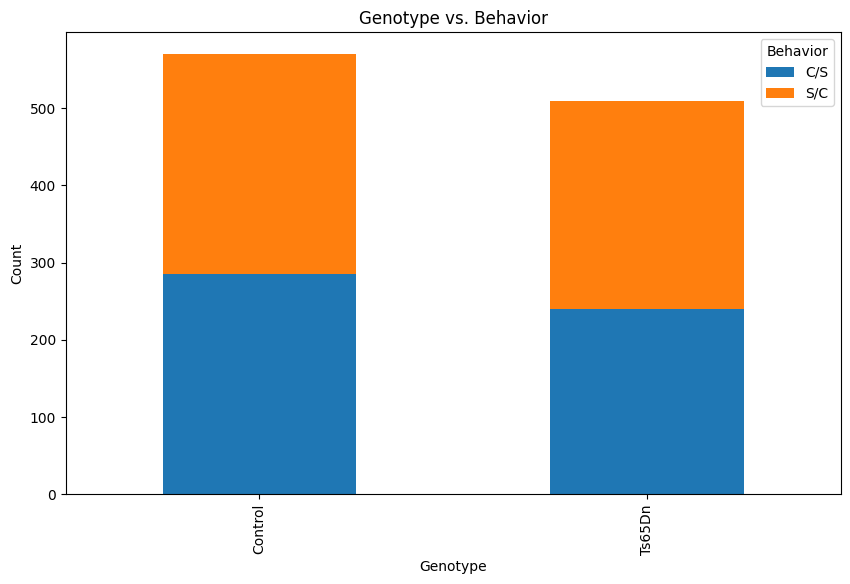 Genotype vs. Behavior
Behavior
C/S
S/C
Count
500
400
300
200
100
0
Control
Ts65Dn
Genotype